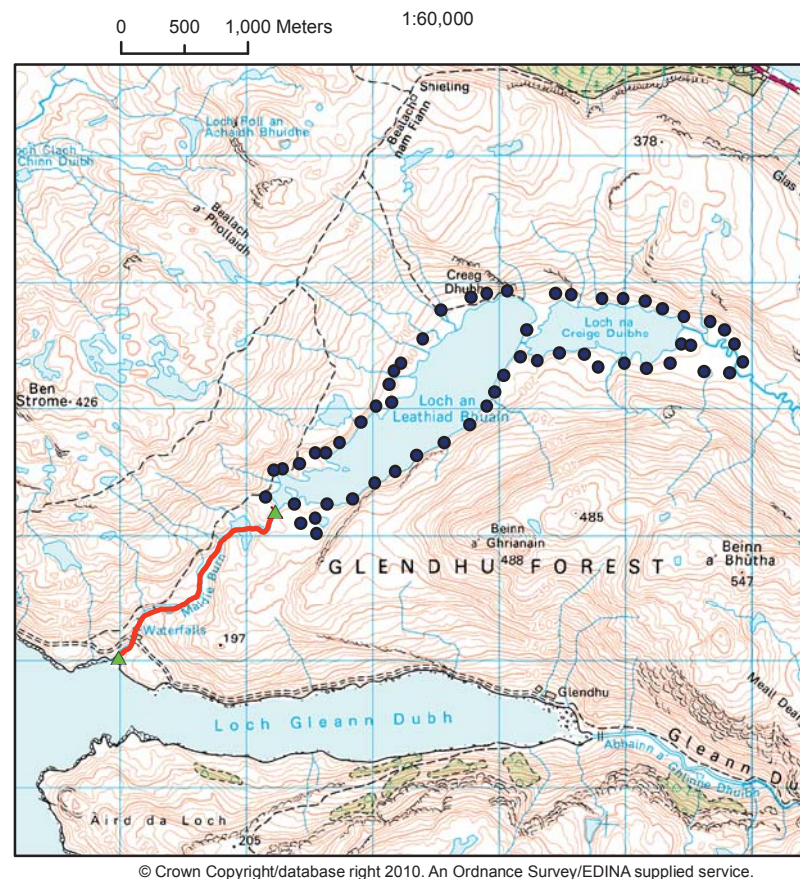 0 500 1,000 Meters
1:60,000
Shieling
Bealach
nam Fiann
Loch Poll an
Achaidh Bhuidhe
Loch Clach
Chinn Duibh
378
Glas
Bealach
a' Phollaidh
Creag
Dhubh
Loch na
Creige Duibhe
Ben
Strome 426
Loch an
Leathiad Bhuain
485
Beinn
a' Ghrianain
488
Beinn
a' Bhùtha
547
GLENDHU FOREST
Maldie Burn
Waterfalls
197
Glendhu
Meall Dear
Loch Gleann Dubh
Gleann Du
Abhainn a' Ghlinne Dhuibh
Àird da Loch
205
© Crown Copyright/database right 2010. An Ordnance Survey/EDINA supplied service.